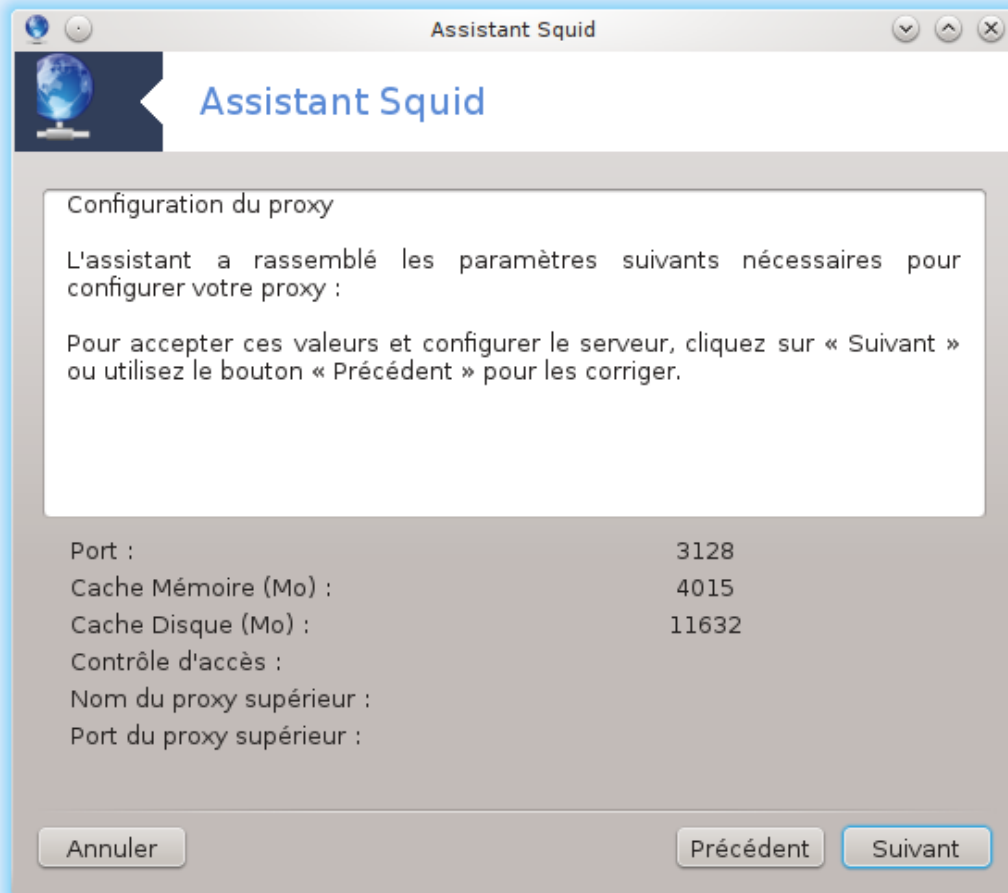 Assistant Squid
Assistant Squid
Configuration du proxy
L'assistant a rassemblé les paramètres suivants nécessaires pour
configurer votre proxy :
Pour accepter ces valeurs et configurer le serveur, cliquez sur « Suivant »
ou utilisez le bouton « Précédent » pour les corriger.
Port : 3128
Cache Mémoire (Mo) : 4015
Cache Disque (Mo) : 11632
Contrôle d'accès :
Nom du proxy supérieur :
Port du proxy supérieur :
Annuler Précédent Suivant